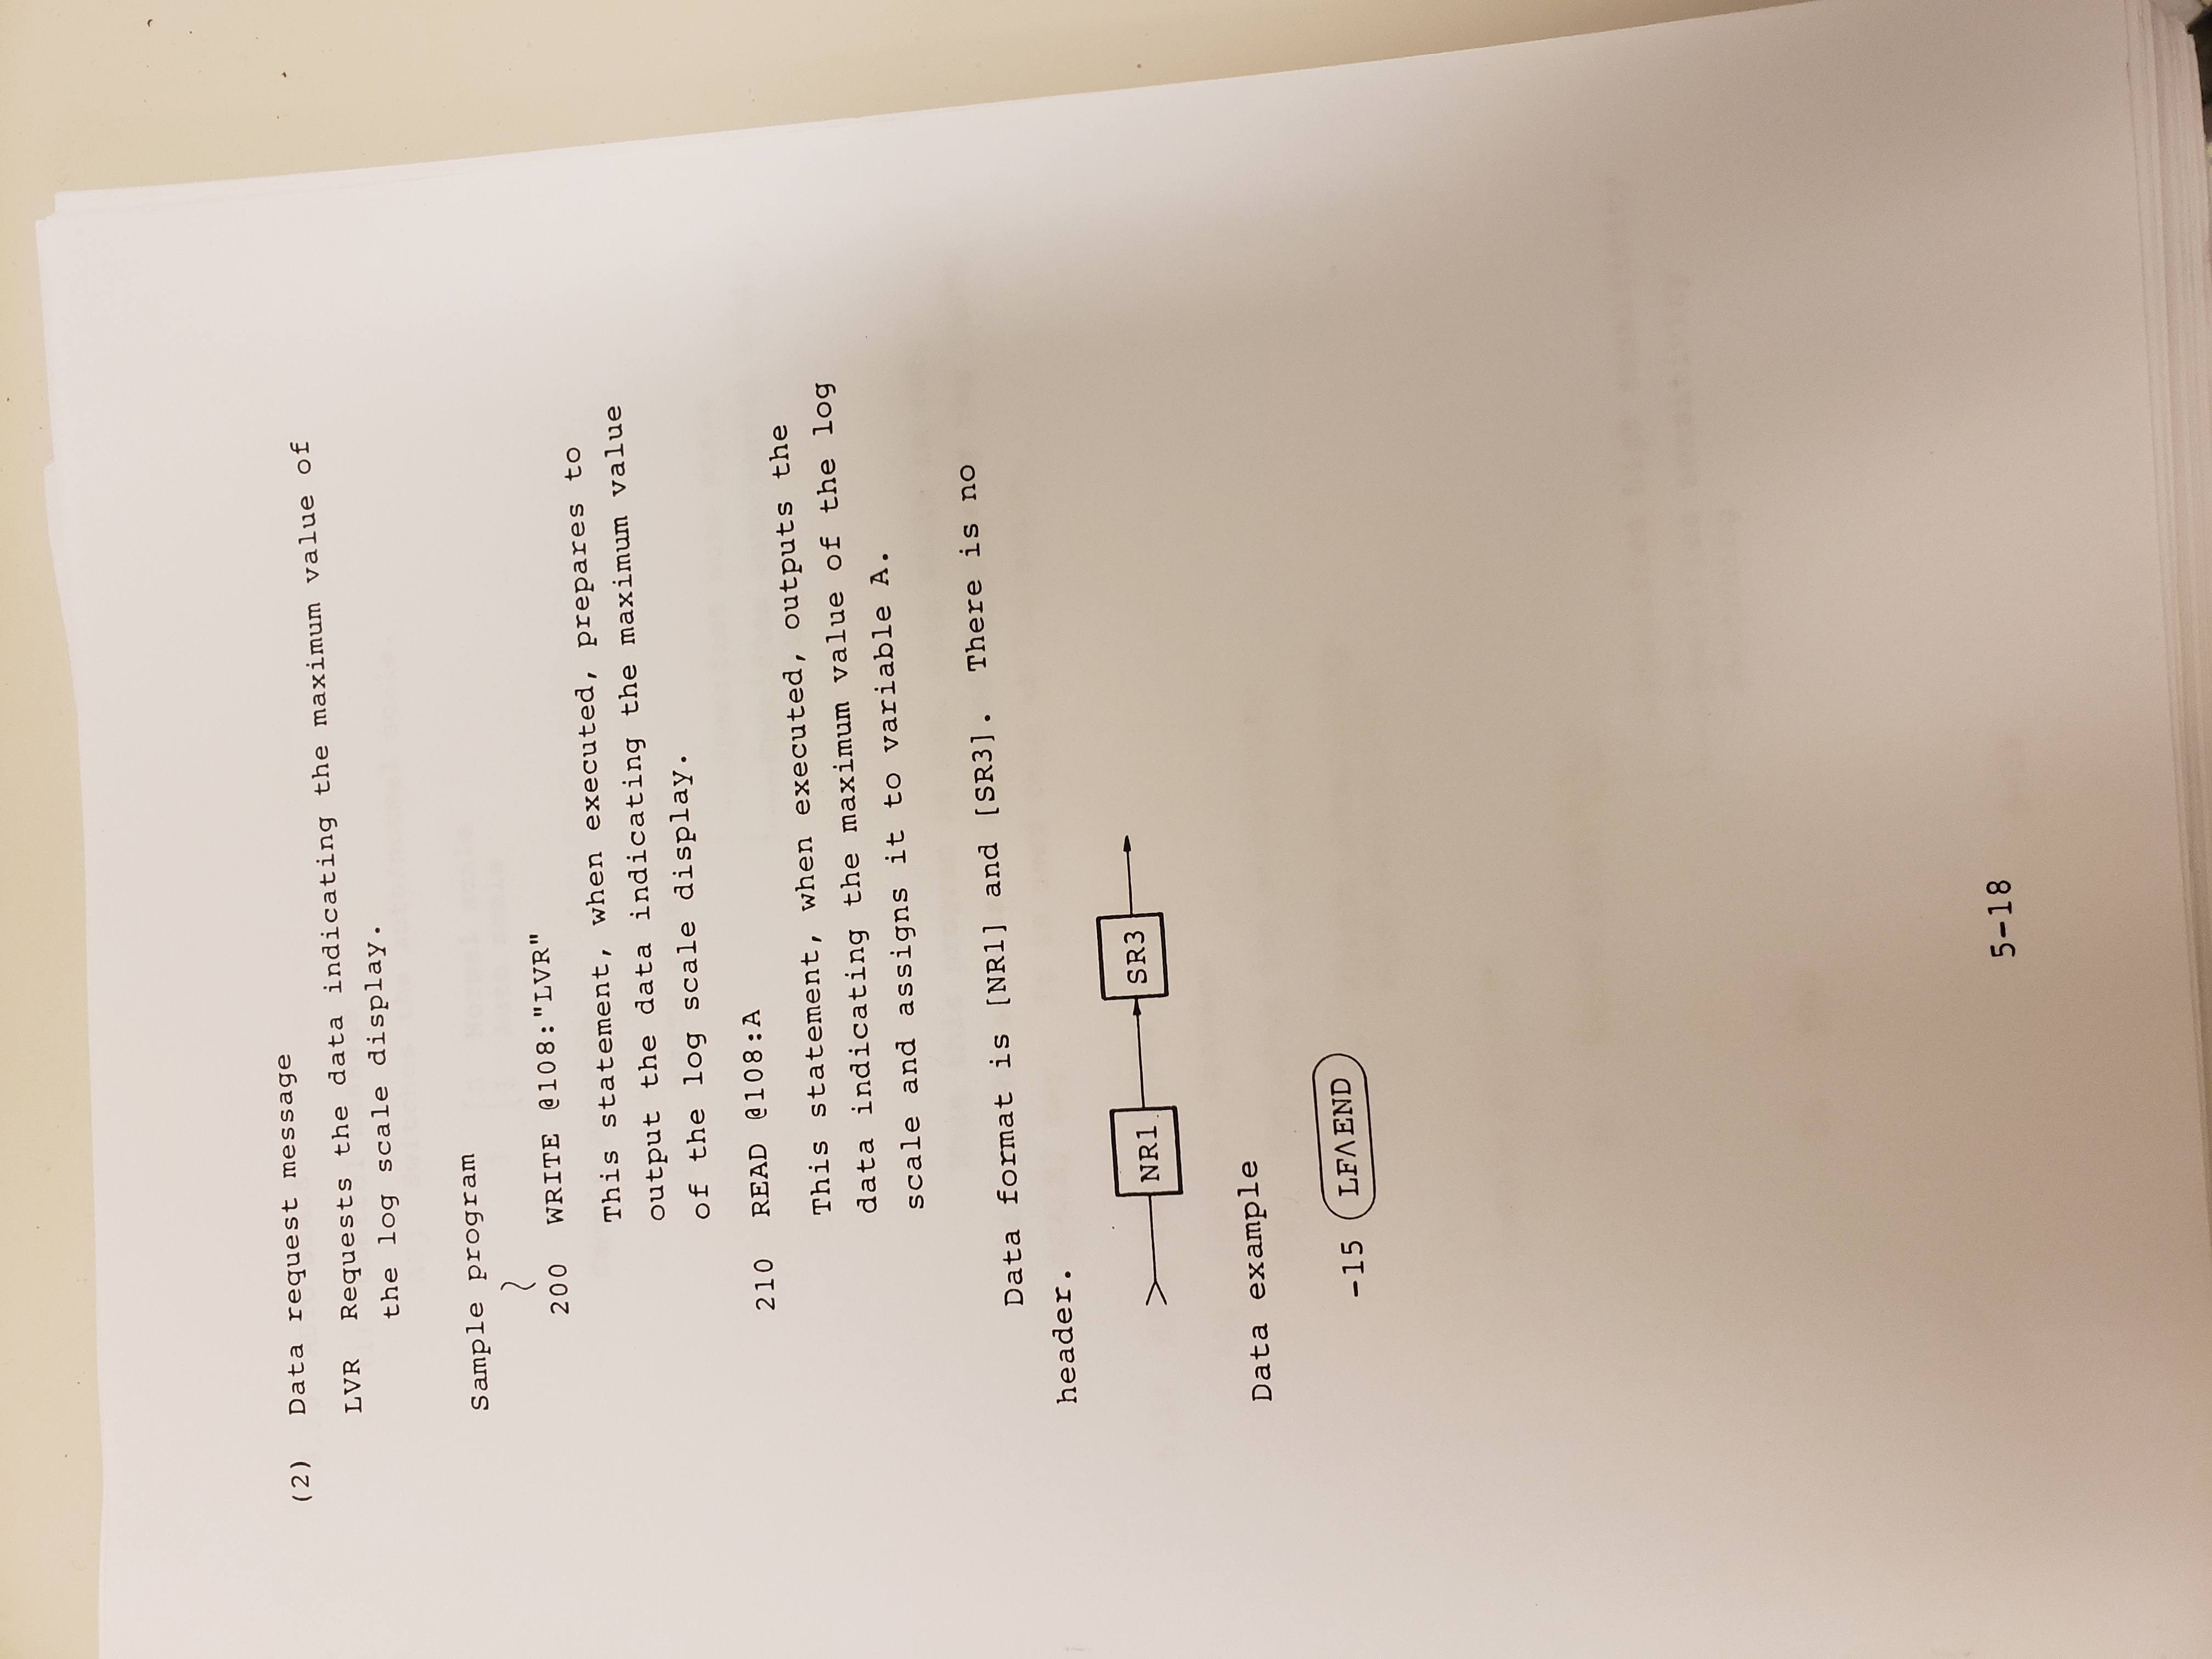 (2) Data request message
LVR Requests the data indicating the maximum value of
the log scale display.
Sample program
200 WRITE @108:"LVR"
This statement, when executed, prepares to
output the data indicating the maximum value
of the log scale display.
210 READ @108:A
This statement, when executed, outputs the
data indicating the maximum value of the log
scale and assigns it to variable A.
Data format is [NR1] and [SR3]. There is no
header.
NR1 SR3
Data example
-15 LFΛEND
5-18